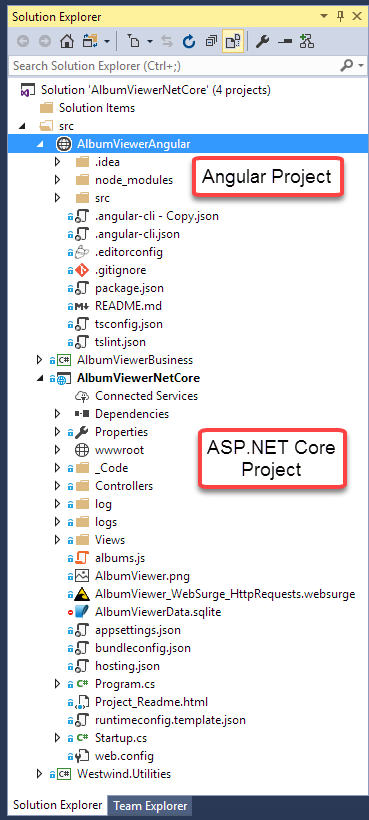 Solution Explorer
Search Solution Explorer (Ctrl+;)
Solution 'AlbumViewerNetCore' (4 projects)
Solution Items
src
AlbumViewerAngular
.idea
node_modules
src
Angular Project
.angular-cli - Copy.json
.angular-cli.json
.editorconfig
.gitignore
package.json
README.md
tsconfig.json
tslint.json
C# AlbumViewerBusiness
AlbumViewerNetCore
Connected Services
Dependencies
Properties
wwwroot
_Code
Controllers
log
logs
Views
ASP.NET Core
Project
albums.js
AlbumViewer.png
AlbumViewer_WebSurge_HttpRequests.websurge
AlbumViewerData.sqlite
appsettings.json
bundleconfig.json
hosting.json
C# Program.cs
Project_Readme.html
runtimeconfig.template.json
C# Startup.cs
web.config
C# Westwind.Utilities
Solution Explorer Team Explorer